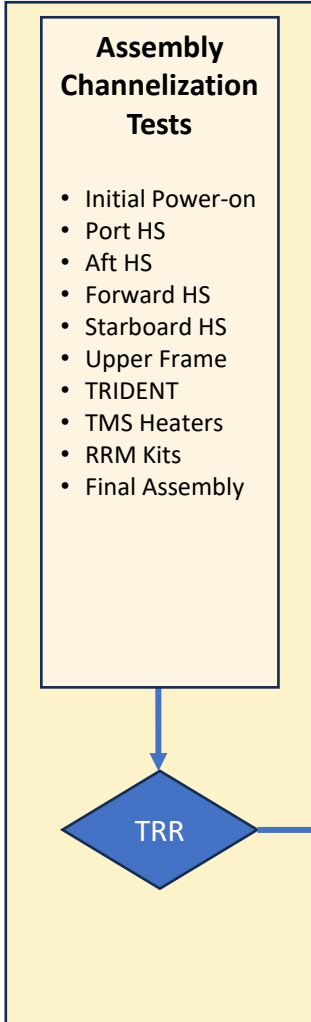 Assembly
Channelization
Tests
• Initial Power-on
• Port HS
• Aft HS
• Forward HS
• Starboard HS
• Upper Frame
• TRIDENT
• TMS Heaters
• RRM Kits
• Final Assembly
TRR